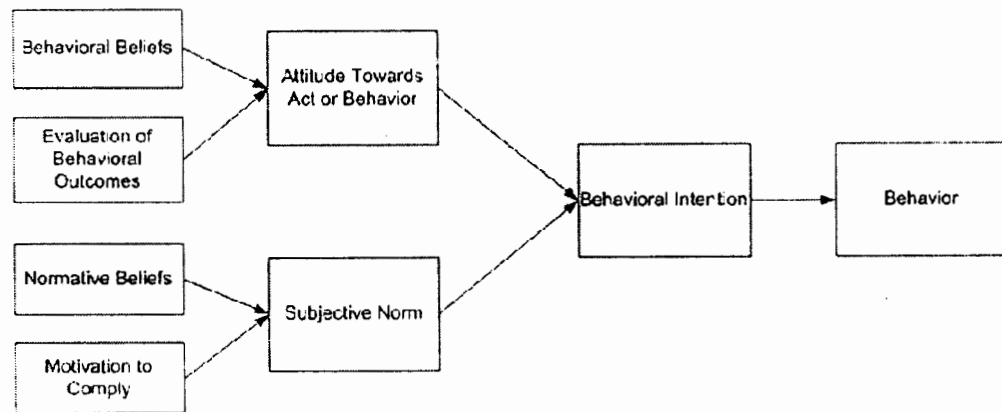 Behavioral Beliefs
Evaluation of
Behavioral
Outcomes
Attitude Towards
Act or Behavior
Normative Beliefs
Motivation to
Comply
Subjective Norm
Behavioral Intention
Behavior